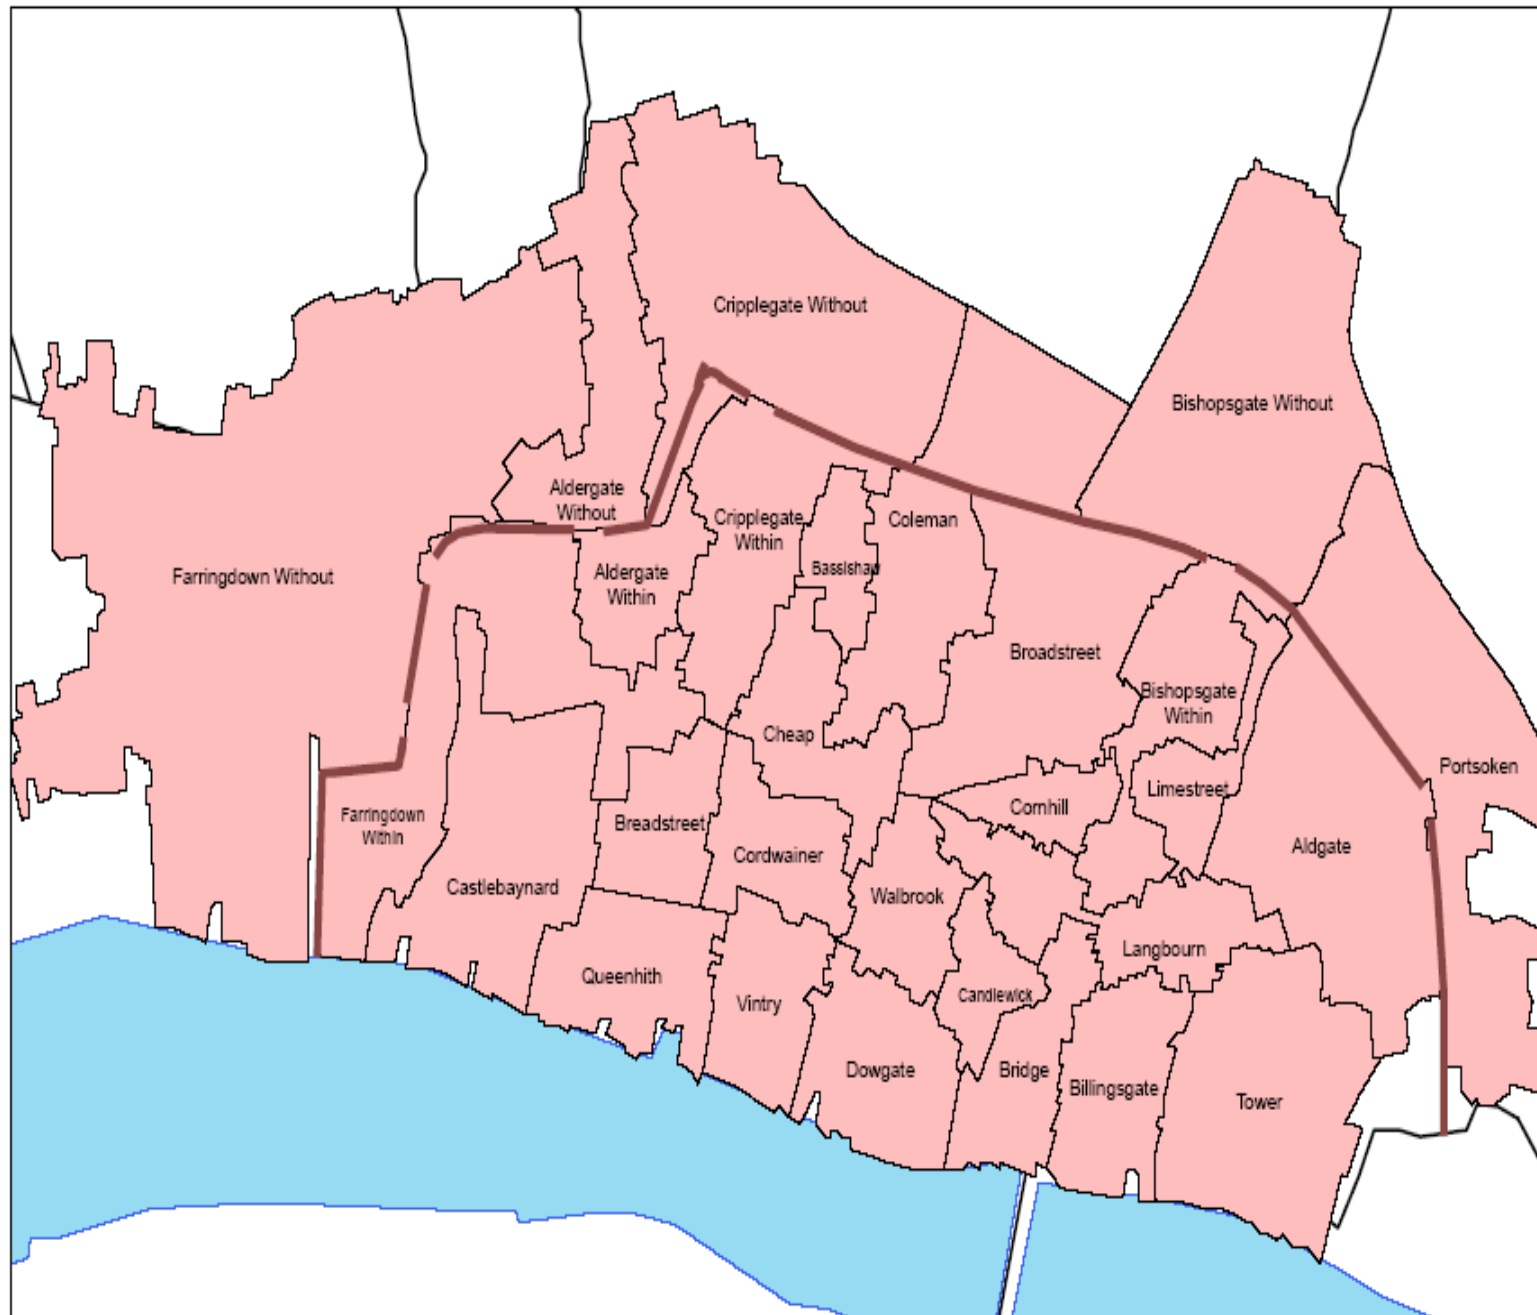 Cripplegate Without
Bishopsgate Without
Aldergate
Without
Cripplegate
Within
Coleman
Bassishaw
Farringdown Without
Aldergate
Within
Broadstreet
Bishopsgate
Within
Cheap
Portsoken
Limestreet
Cornhill
Farringdown
Within
Breadstreet
Cordwainer
Aldgate
Castlebaynard
Walbrook
Langbourn
Queenhith
Vintry
Candlewick
Dowgate
Bridge
Billingsgate
Tower